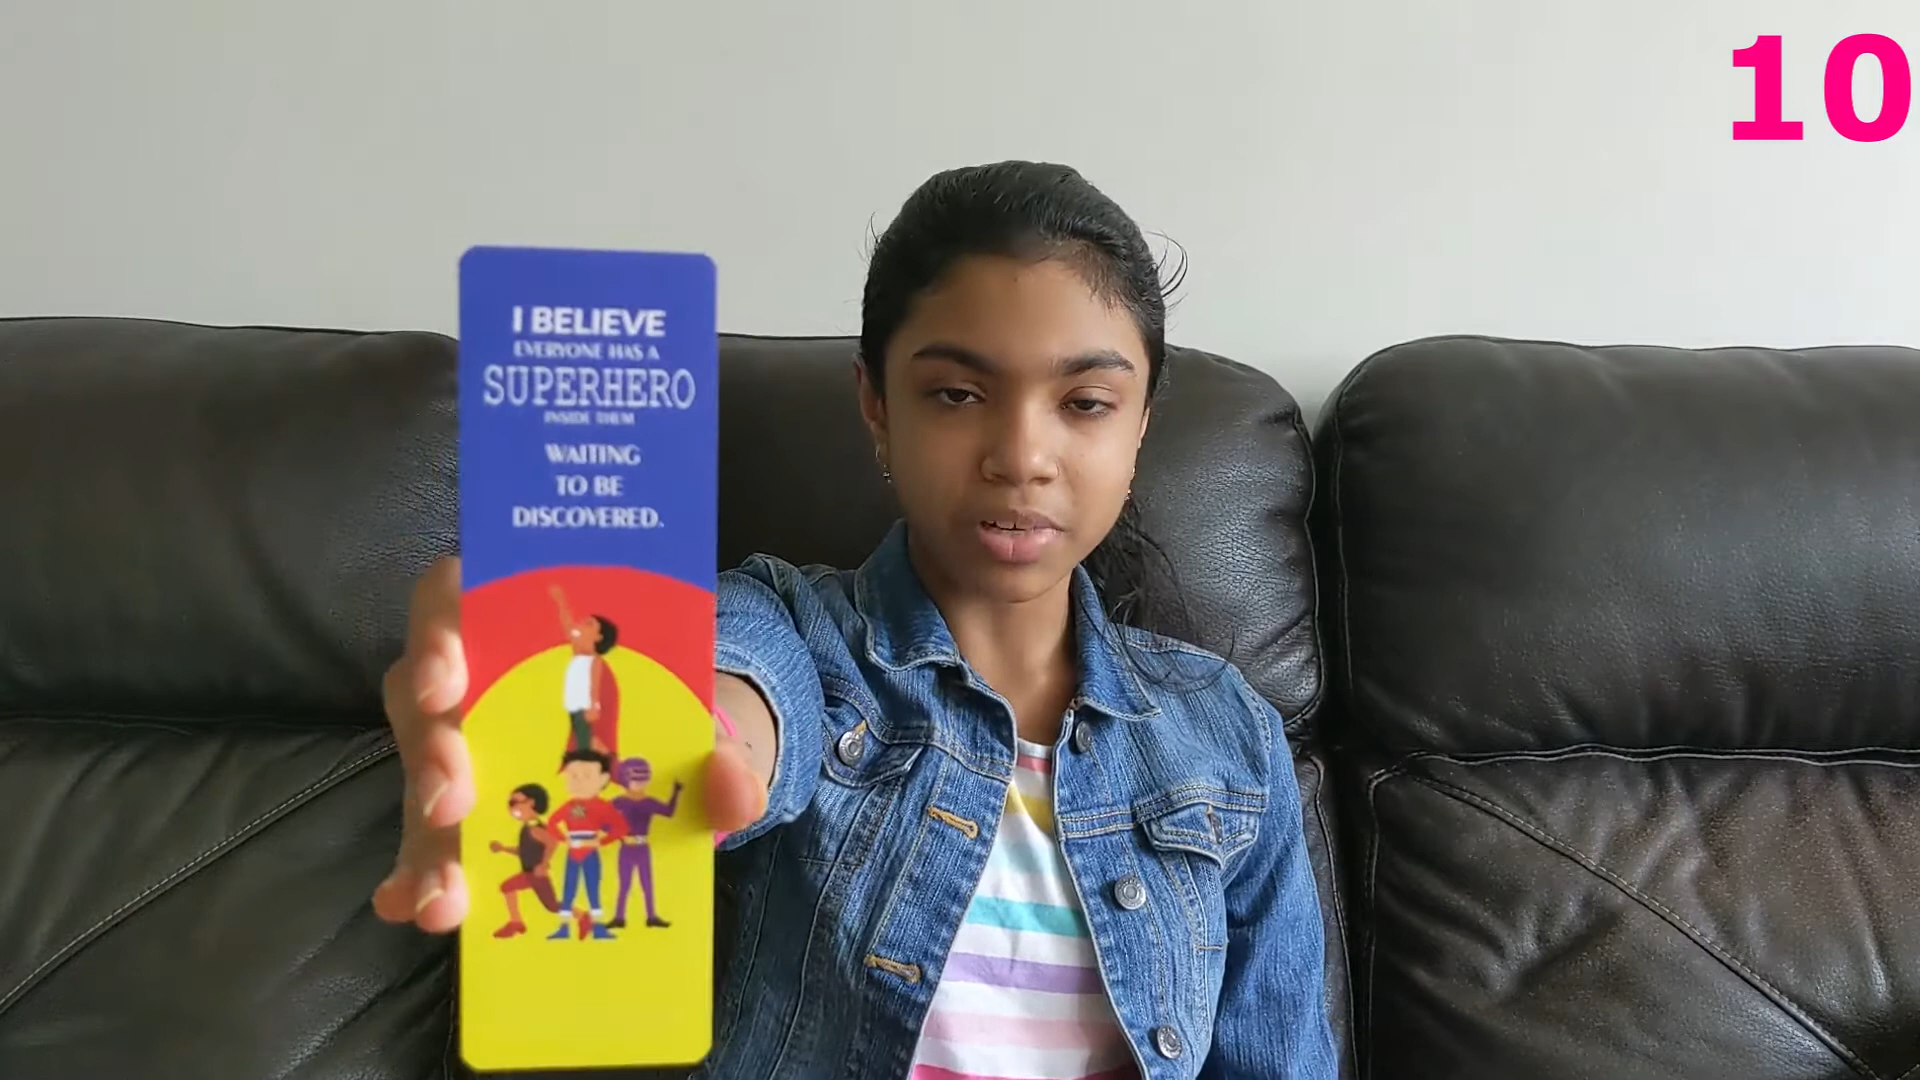 10
I BELIEVE
EVERYONE HAS A
SUPERHERO
INSIDE THEM
WAITING
TO BE
DISCOVERED.